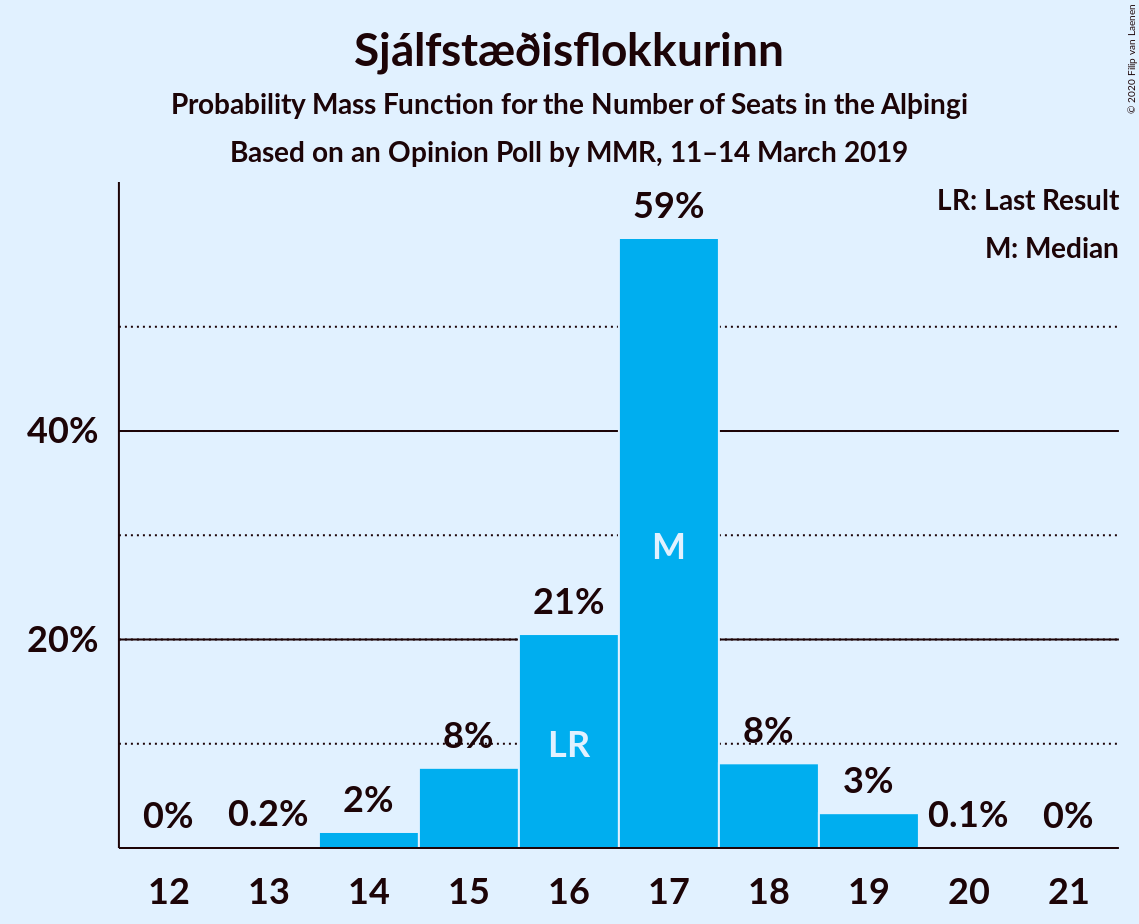 Sjálfstæðisflokkurinn
Probability Mass Function for the Number of Seats in the Alþingi
Based on an Opinion Poll by MMR, 11–14 March 2019
© 2020 Filip van Laenen
LR: Last Result
M: Median
59%
40%
M
21%
20%
8%
LR
8%
3%
2%
0%
0.2%
0.1%
0%
12 13 14 15 16 17 18 19 20 21